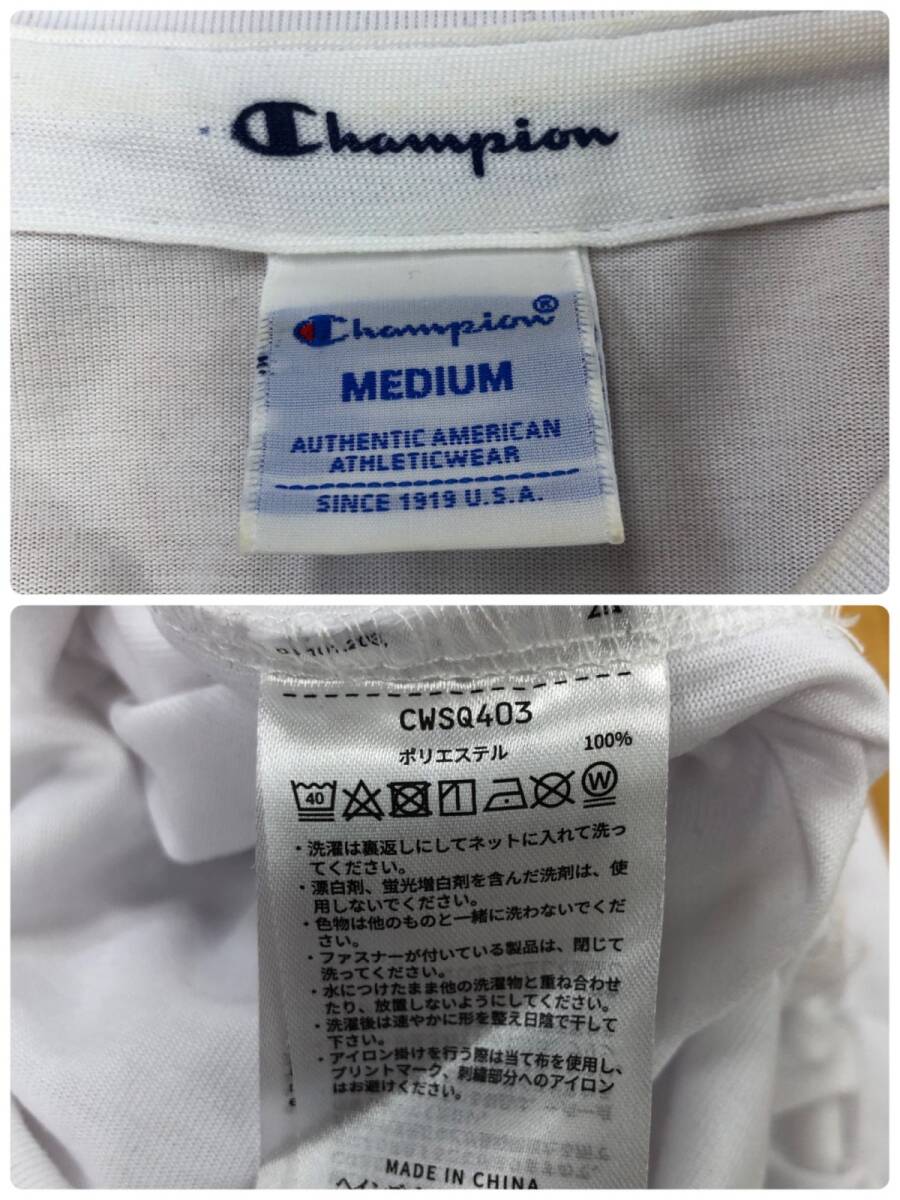 Champion
Champion®
MEDIUM
AUTHENTIC AMERICAN
ATHLETICWEAR
SINCE 1919 U.S.A.
CWSQ403
ポリエステル 100%
40
W
・洗濯は裏返しにしてネットに入れて洗っ
てください。
・漂白剤、蛍光増白剤を含んだ洗剤は、使
用しないでください。
・色物は他のものと一緒に洗わないでくだ
さい。
・ファスナーが付いている製品は、閉じて
洗ってください。
・水につけたまま他の洗濯物と重ね合わせ
たり、放置しないようにしてください。
・洗濯後は速やかに形を整え日陰で干して
下さい。
・アイロン掛けを行う際は当て布を使用し、
プリントマーク、刺繍部分へのアイロン
はお避けください。
MADE IN CHINA